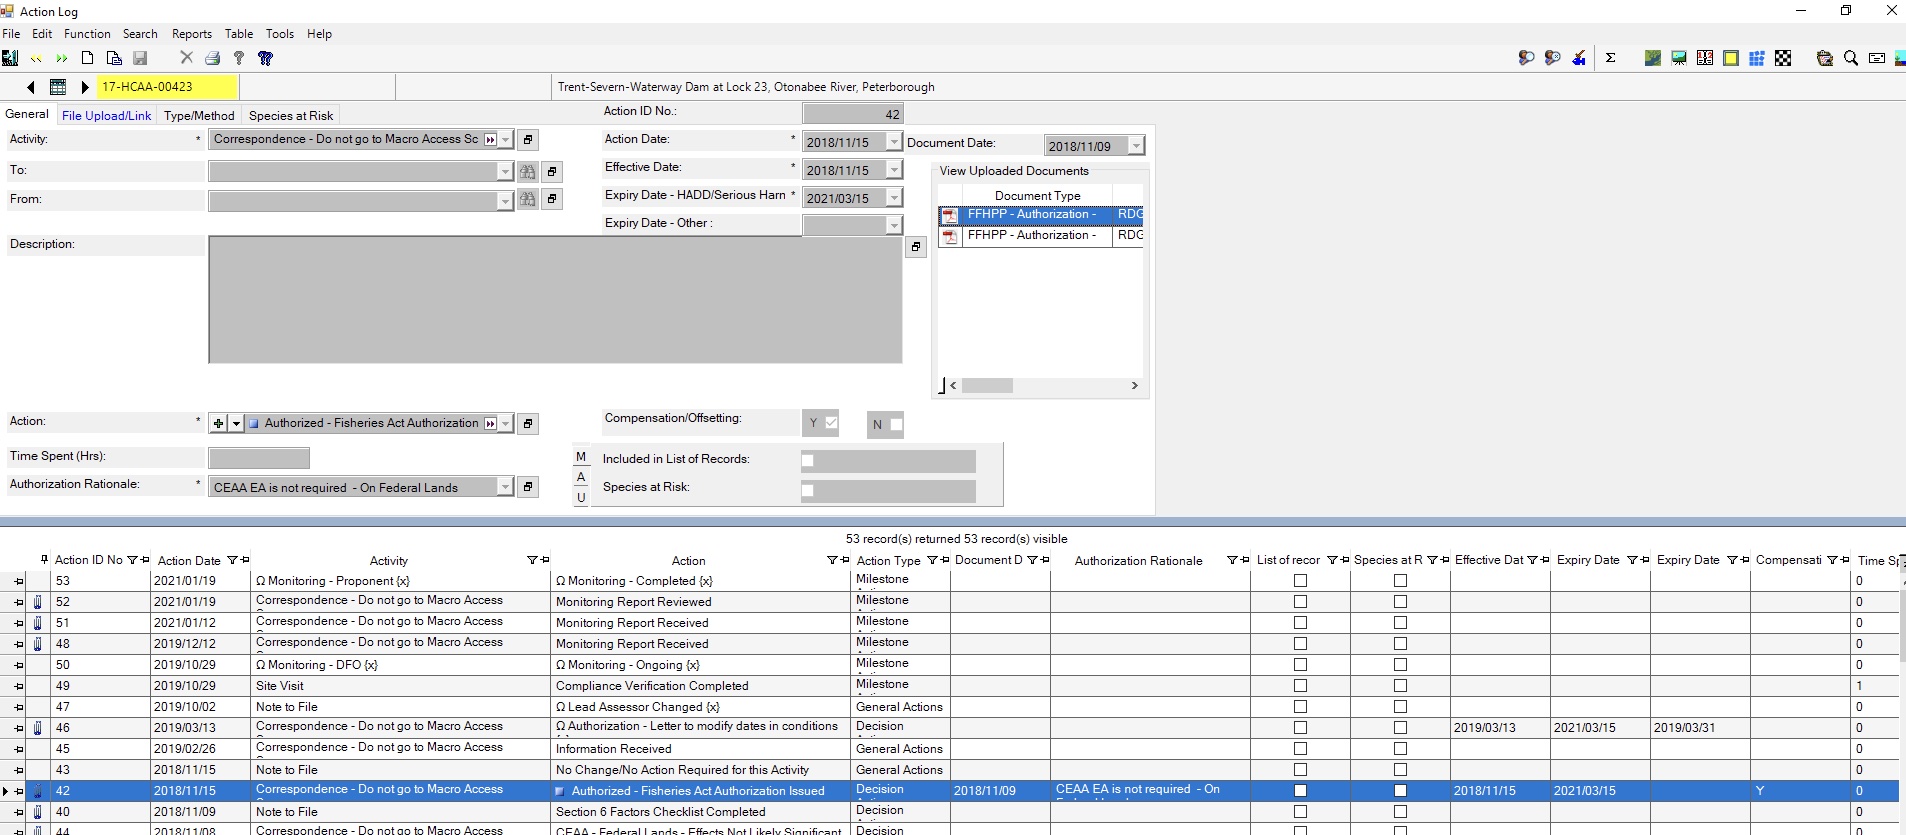 Action Log
File Edit Function Search Reports Table Tools Help
17-HCAA-00423
Trent-Severn-Waterway Dam at Lock 23, Otonabee River, Peterborough
General File Upload/Link Type/Method Species at Risk
Action ID No.: 42
Activity: * Correspondence - Do not go to Macro Access Sc
Action Date: * 2018/11/15 Document Date: 2018/11/09
To:
Effective Date: * 2018/11/15
View Uploaded Documents
From:
Expiry Date - HADD/Serious Harn * 2021/03/15
Document Type
Expiry Date - Other :
FFHPP - Authorization - RDG
FFHPP - Authorization - RDG
Description:
Action: * Authorized - Fisheries Act Authorization
Compensation/Offsetting: Y N
Time Spent (Hrs):
M Included in List of Records:
A
Authorization Rationale: * CEAA EA is not required - On Federal Lands
U Species at Risk:
53 record(s) returned 53 record(s) visible
Action ID No Action Date Activity Action Action Type Document D Authorization Rationale List of recor Species at R Effective Dat Expiry Date Expiry Date Compensati Time Sp
53 2021/01/19 Ω Monitoring - Proponent {x} Ω Monitoring - Completed {x} Milestone 0
52 2021/01/19 Correspondence - Do not go to Macro Access Monitoring Report Reviewed Milestone 0
51 2021/01/12 Correspondence - Do not go to Macro Access Monitoring Report Received Milestone 0
48 2019/12/12 Correspondence - Do not go to Macro Access Monitoring Report Received Milestone 0
50 2019/10/29 Ω Monitoring - DFO {x} Ω Monitoring - Ongoing {x} Milestone 0
49 2019/10/29 Site Visit Compliance Verification Completed Milestone 1
47 2019/10/02 Note to File Ω Lead Assessor Changed {x} General Actions 0
46 2019/03/13 Correspondence - Do not go to Macro Access Ω Authorization - Letter to modify dates in conditions Decision 2019/03/13 2021/03/15 2019/03/31 0
45 2019/02/26 Correspondence - Do not go to Macro Access Information Received General Actions 0
43 2018/11/15 Note to File No Change/No Action Required for this Activity General Actions 0
42 2018/11/15 Correspondence - Do not go to Macro Access Authorized - Fisheries Act Authorization Issued Decision 2018/11/09 CEAA EA is not required - On 2018/11/15 2021/03/15 Y 0
40 2018/11/09 Note to File Section 6 Factors Checklist Completed Decision 0
44 2018/11/08 Correspondence - Do not go to Macro Access CEAA - Federal Lands - Effects Not Likely Significant Decision 0